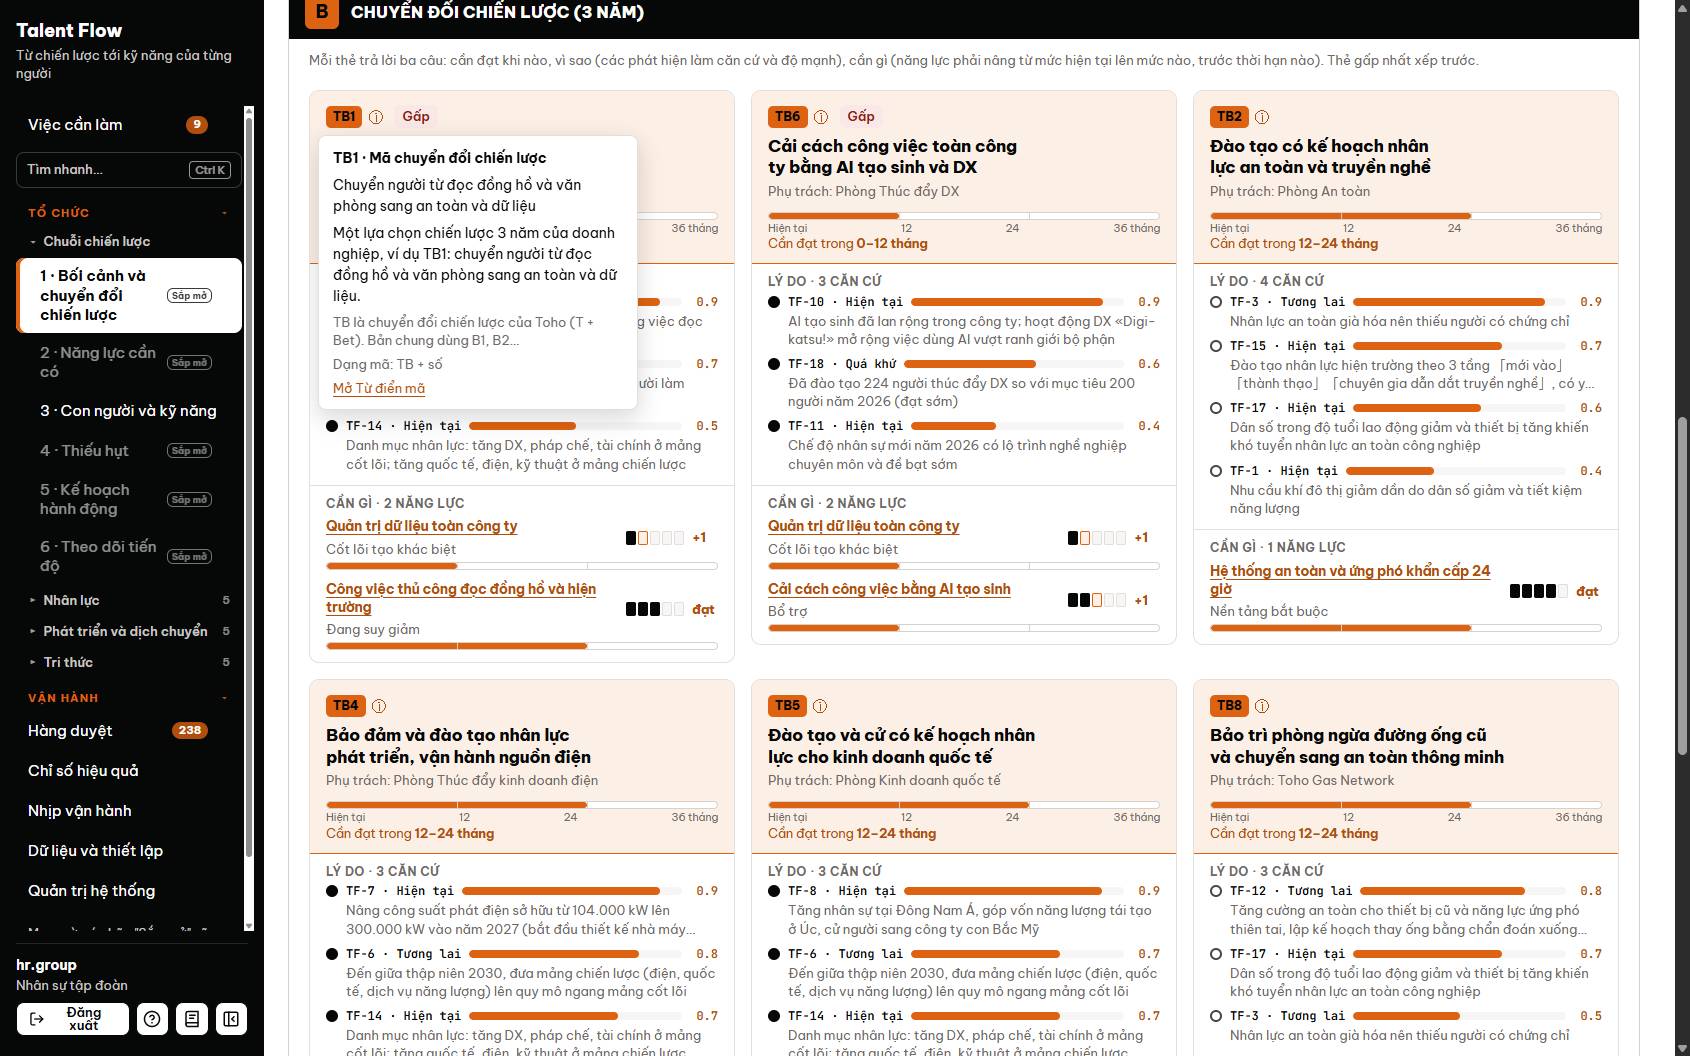 Talent Flow
Từ chiến lược tới kỹ năng của từng
người
Việc cần làm 9
Tìm nhanh... Ctrl K
TỔ CHỨC
Chuỗi chiến lược
1 · Bối cảnh và
chuyển đổi
chiến lược
Sắp mở
2 · Năng lực cần
có
Sắp mở
3 · Con người và kỹ năng
4 · Thiếu hụt Sắp mở
5 · Kế hoạch
hành động
Sắp mở
6 · Theo dõi tiến
độ
Sắp mở
Nhân lực 5
Phát triển và dịch chuyển 5
Tri thức 5
VẬN HÀNH
Hàng duyệt 238
Chỉ số hiệu quả
Nhịp vận hành
Dữ liệu và thiết lập
Quản trị hệ thống
hr.group
Nhân sự tập đoàn
Đăng
xuất
B CHUYỂN ĐỔI CHIẾN LƯỢC (3 NĂM)
Mỗi thẻ trả lời ba câu: cần đạt khi nào, vì sao (các phát hiện làm căn cứ và độ mạnh), cần gì (năng lực phải nâng từ mức hiện tại lên mức nào, trước thời hạn nào). Thẻ gấp nhất xếp trước.
TB1 Gấp
TB1 · Mã chuyển đổi chiến lược
Chuyển người từ đọc đồng hồ và văn
phòng sang an toàn và dữ liệu
Một lựa chọn chiến lược 3 năm của doanh
nghiệp, ví dụ TB1: chuyển người từ đọc
đồng hồ và văn phòng sang an toàn và dữ
liệu.
TB là chuyển đổi chiến lược của Toho (T +
Bet). Bản chung dùng B1, B2...
Dạng mã: TB + số
Mở Từ điển mã
36 tháng
0.9
g việc đọc
0.7
ười làm
TF-14 · Hiện tại 0.5
Danh mục nhân lực: tăng DX, pháp chế, tài chính ở mảng
cốt lõi; tăng quốc tế, điện, kỹ thuật ở mảng chiến lược
CẦN GÌ · 2 NĂNG LỰC
Quản trị dữ liệu toàn công ty
+1
Cốt lõi tạo khác biệt
Công việc thủ công đọc đồng hồ và hiện
trường
đạt
Đang suy giảm
TB6 Gấp
Cải cách công việc toàn công
ty bằng AI tạo sinh và DX
Phụ trách: Phòng Thúc đẩy DX
Hiện tại 12 24 36 tháng
Cần đạt trong 0–12 tháng
LÝ DO · 3 CĂN CỨ
TF-10 · Hiện tại 0.9
AI tạo sinh đã lan rộng trong công ty; hoạt động DX «Digi-
katsu!» mở rộng việc dùng AI vượt ranh giới bộ phận
TF-18 · Quá khứ 0.6
Đã đào tạo 224 người thúc đẩy DX so với mục tiêu 200
người năm 2026 (đạt sớm)
TF-11 · Hiện tại 0.4
Chế độ nhân sự mới năm 2026 có lộ trình nghề nghiệp
chuyên môn và đề bạt sớm
CẦN GÌ · 2 NĂNG LỰC
Quản trị dữ liệu toàn công ty
+1
Cốt lõi tạo khác biệt
Cải cách công việc bằng AI tạo sinh
+1
Bổ trợ
TB2
Đào tạo có kế hoạch nhân
lực an toàn và truyền nghề
Phụ trách: Phòng An toàn
Hiện tại 12 24 36 tháng
Cần đạt trong 12–24 tháng
LÝ DO · 4 CĂN CỨ
TF-3 · Tương lai 0.9
Nhân lực an toàn già hóa nên thiếu người có chứng chỉ
TF-15 · Hiện tại 0.7
Đào tạo nhân lực hiện trường theo 3 tầng 「mới vào」
「thành thạo」「chuyên gia dẫn dắt truyền nghề」, có y...
TF-17 · Hiện tại 0.6
Dân số trong độ tuổi lao động giảm và thiết bị tăng khiến
khó tuyển nhân lực an toàn công nghiệp
TF-1 · Hiện tại 0.4
Nhu cầu khí đô thị giảm dần do dân số giảm và tiết kiệm
năng lượng
CẦN GÌ · 1 NĂNG LỰC
Hệ thống an toàn và ứng phó khẩn cấp 24
giờ
đạt
Nền tảng bắt buộc
TB4
Bảo đảm và đào tạo nhân lực
phát triển, vận hành nguồn điện
Phụ trách: Phòng Thúc đẩy kinh doanh điện
Hiện tại 12 24 36 tháng
Cần đạt trong 12–24 tháng
LÝ DO · 3 CĂN CỨ
TF-7 · Hiện tại 0.9
Nâng công suất phát điện sở hữu từ 104.000 kW lên
300.000 kW vào năm 2027 (bắt đầu thiết kế nhà máy...
TF-6 · Tương lai 0.8
Đến giữa thập niên 2030, đưa mảng chiến lược (điện, quốc
tế, dịch vụ năng lượng) lên quy mô ngang mảng cốt lõi
TF-14 · Hiện tại 0.7
Danh mục nhân lực: tăng DX, pháp chế, tài chính ở mảng
cốt lõi; tăng quốc tế, điện, kỹ thuật ở mảng chiến lược
TB5
Đào tạo và cử có kế hoạch nhân
lực cho kinh doanh quốc tế
Phụ trách: Phòng Kinh doanh quốc tế
Hiện tại 12 24 36 tháng
Cần đạt trong 12–24 tháng
LÝ DO · 3 CĂN CỨ
TF-8 · Hiện tại 0.9
Tăng nhân sự tại Đông Nam Á, góp vốn năng lượng tái tạo
ở Úc, cử người sang công ty con Bắc Mỹ
TF-6 · Tương lai 0.7
Đến giữa thập niên 2030, đưa mảng chiến lược (điện, quốc
tế, dịch vụ năng lượng) lên quy mô ngang mảng cốt lõi
TF-14 · Hiện tại 0.7
Danh mục nhân lực: tăng DX, pháp chế, tài chính ở mảng
cốt lõi; tăng quốc tế, điện, kỹ thuật ở mảng chiến lược
TB8
Bảo trì phòng ngừa đường ống cũ
và chuyển sang an toàn thông minh
Phụ trách: Toho Gas Network
Hiện tại 12 24 36 tháng
Cần đạt trong 12–24 tháng
LÝ DO · 3 CĂN CỨ
TF-12 · Tương lai 0.8
Tăng cường an toàn cho thiết bị cũ và năng lực ứng phó
thiên tai, lập kế hoạch thay ống bằng chẩn đoán xuống...
TF-17 · Hiện tại 0.7
Dân số trong độ tuổi lao động giảm và thiết bị tăng khiến
khó tuyển nhân lực an toàn công nghiệp
TF-3 · Tương lai 0.5
Nhân lực an toàn già hóa nên thiếu người có chứng chỉ